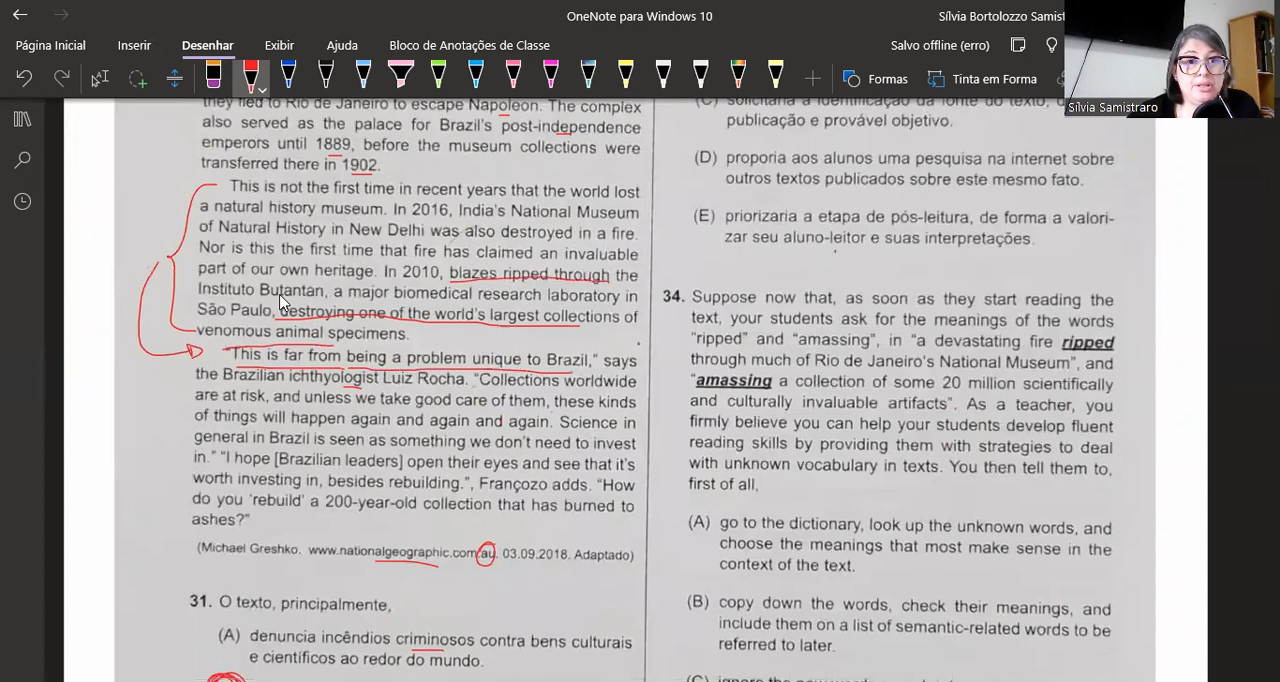 OneNote para Windows 10
Sílvia Bortolozzo Samist
Página Inicial
Inserir
Desenhar
Exibir
Ajuda
Bloco de Anotações de Classe
Salvo offline (erro)
Formas
Tinta em Forma
Sílvia Samistraro
they fled to Rio de Janeiro to escape Napoleon. The complex
also served as the palace for Brazil's post-independence
emperors until 1889, before the museum collections were
transferred there in 1902.
This is not the first time in recent years that the world lost
a natural history museum. In 2016, India's National Museum
of Natural History in New Delhi was also destroyed in a fire.
Nor is this the first time that fire has claimed an invaluable
part of our own heritage. In 2010, blazes ripped through the
Instituto Butantan, a major biomedical research laboratory in
São Paulo, destroying one of the world's largest collections of
venomous animal specimens.
"This is far from being a problem unique to Brazil," says
the Brazilian ichthyologist Luiz Rocha. "Collections worldwide
are at risk, and unless we take good care of them, these kinds
of things will happen again and again and again. Science in
general in Brazil is seen as something we don't need to invest
in." "I hope [Brazilian leaders] open their eyes and see that it's
worth investing in, besides rebuilding.", Françozo adds. "How
do you 'rebuild' a 200-year-old collection that has burned to
ashes?"
(Michael Greshko. www.nationalgeographic.com.au. 03.09.2018. Adaptado)
31. O texto, principalmente,
(A) denuncia incêndios criminosos contra bens culturais
e científicos ao redor do mundo.
(C) solicitaria a identificação da fonte do texto,
publicação e provável objetivo.
(D) proporia aos alunos uma pesquisa na internet sobre
outros textos publicados sobre este mesmo fato.
(E) priorizaria a etapa de pós-leitura, de forma a valori-
zar seu aluno-leitor e suas interpretações.
34. Suppose now that, as soon as they start reading the
text, your students ask for the meanings of the words
"ripped" and "amassing", in "a devastating fire ripped
through much of Rio de Janeiro's National Museum", and
"amassing a collection of some 20 million scientifically
and culturally invaluable artifacts". As a teacher, you
firmly believe you can help your students develop fluent
reading skills by providing them with strategies to deal
with unknown vocabulary in texts. You then tell them to,
first of all,
(A) go to the dictionary, look up the unknown words, and
choose the meanings that most make sense in the
context of the text.
(B) copy down the words, check their meanings, and
include them on a list of semantic-related words to be
referred to later.